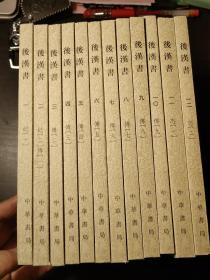 後漢書 一 中華書局
後漢書 二 中華書局
後漢書 三 中華書局
後漢書 四 中華書局
後漢書 五 中華書局
後漢書 六 中華書局
後漢書 七 中華書局
後漢書 八 中華書局
後漢書 九 中華書局
後漢書 一〇 中華書局
後漢書 一一 中華書局
後漢書 一二 中華書局